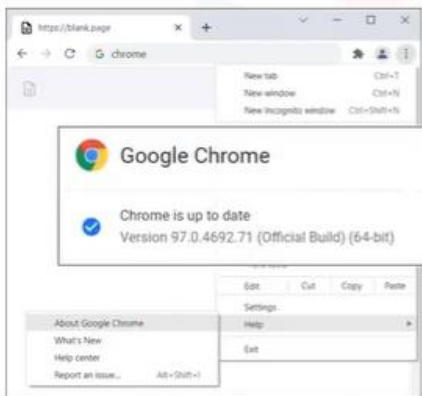 https://blank.page
chrome
New tab Ctrl+T
New window Ctrl+N
New Incognito window Ctrl+Shift+N
Google Chrome
Chrome is up to date
Version 97.0.4692.71 (Official Build) (64-bit)
Edit Cut Copy Paste
Settings
Help
Exit
About Google Chrome
What's New
Help center
Report an issue... Alt+Shift+I